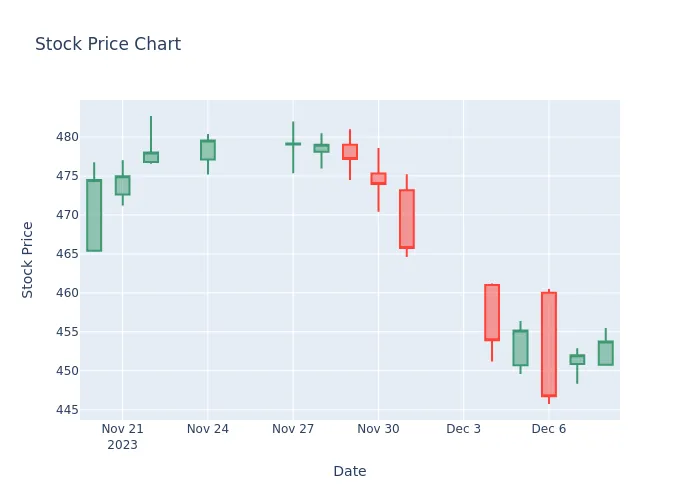 Stock Price Chart
480
475
470
465
460
455
450
445
Stock Price
Nov 21
2023
Nov 24
Nov 27
Nov 30
Dec 3
Dec 6
Date